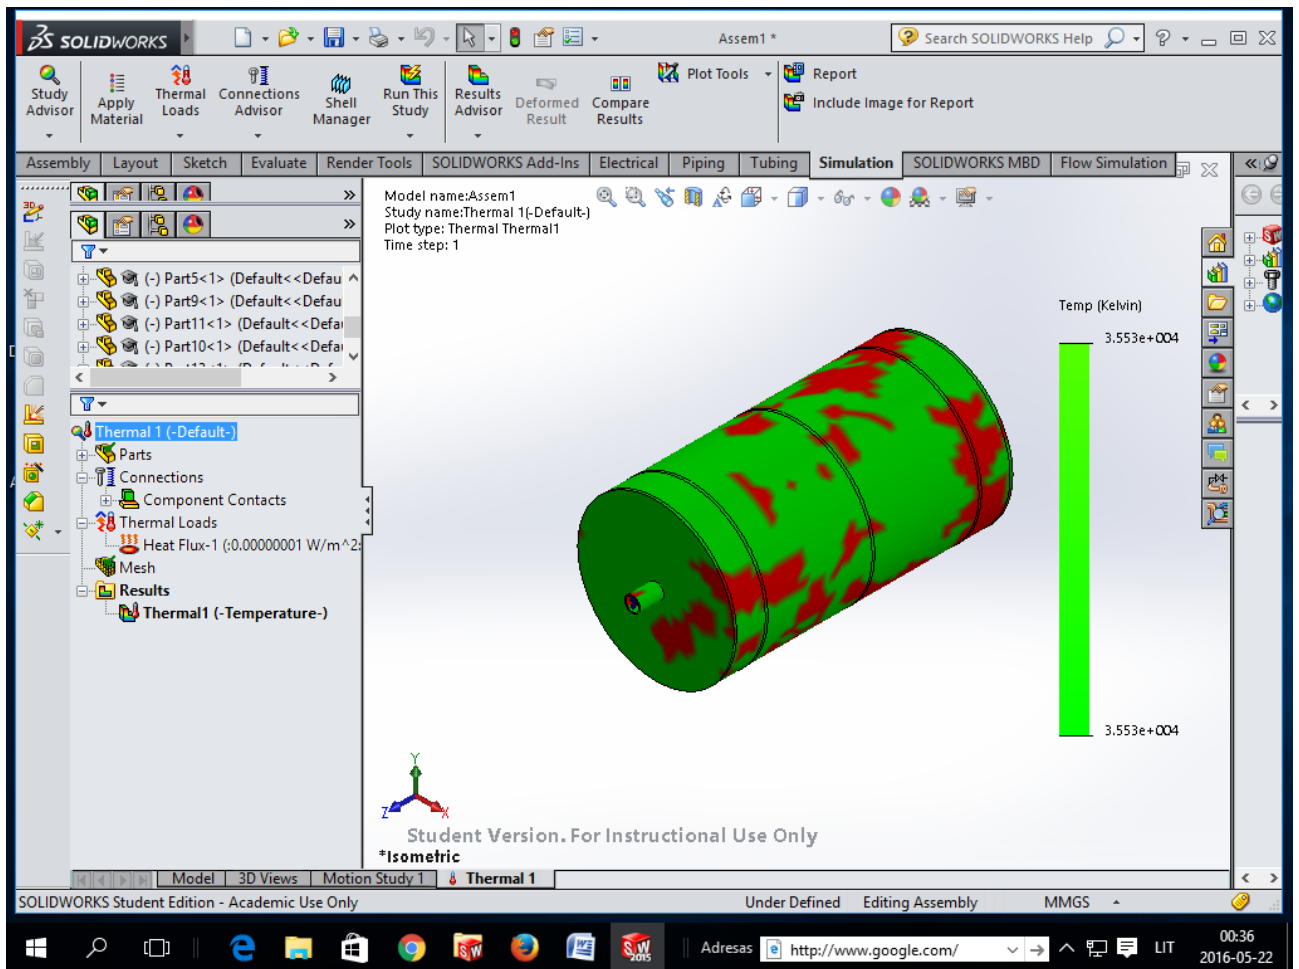 SOLIDWORKS
Assem1 *
Search SOLIDWORKS Help
Study Advisor
Apply Material
Thermal Loads
Connections Advisor
Shell Manager
Run This Study
Results Advisor
Deformed Result
Compare Results
Plot Tools
Report
Include Image for Report
Assembly Layout Sketch Evaluate Render Tools SOLIDWORKS Add-Ins Electrical Piping Tubing Simulation SOLIDWORKS MBD Flow Simulation
Model name:Assem1
Study name:Thermal 1(-Default-)
Plot type: Thermal Thermal1
Time step: 1
(-) Part5<1> (Default<<Defau
(-) Part9<1> (Default<<Defau
(-) Part11<1> (Default<<Defa
(-) Part10<1> (Default<<Defa
Thermal 1 (-Default-)
Parts
Connections
Component Contacts
Thermal Loads
Heat Flux-1 (:0.00000001 W/m^2:
Mesh
Results
Thermal1 (-Temperature-)
Temp (Kelvin)
3.553e+004
3.553e+004
Y
Z
X
Student Version. For Instructional Use Only
*Isometric
Model 3D Views Motion Study 1 Thermal 1
SOLIDWORKS Student Edition - Academic Use Only
Under Defined Editing Assembly MMGS
Adresas http://www.google.com/
LIT
00:36
2016-05-22